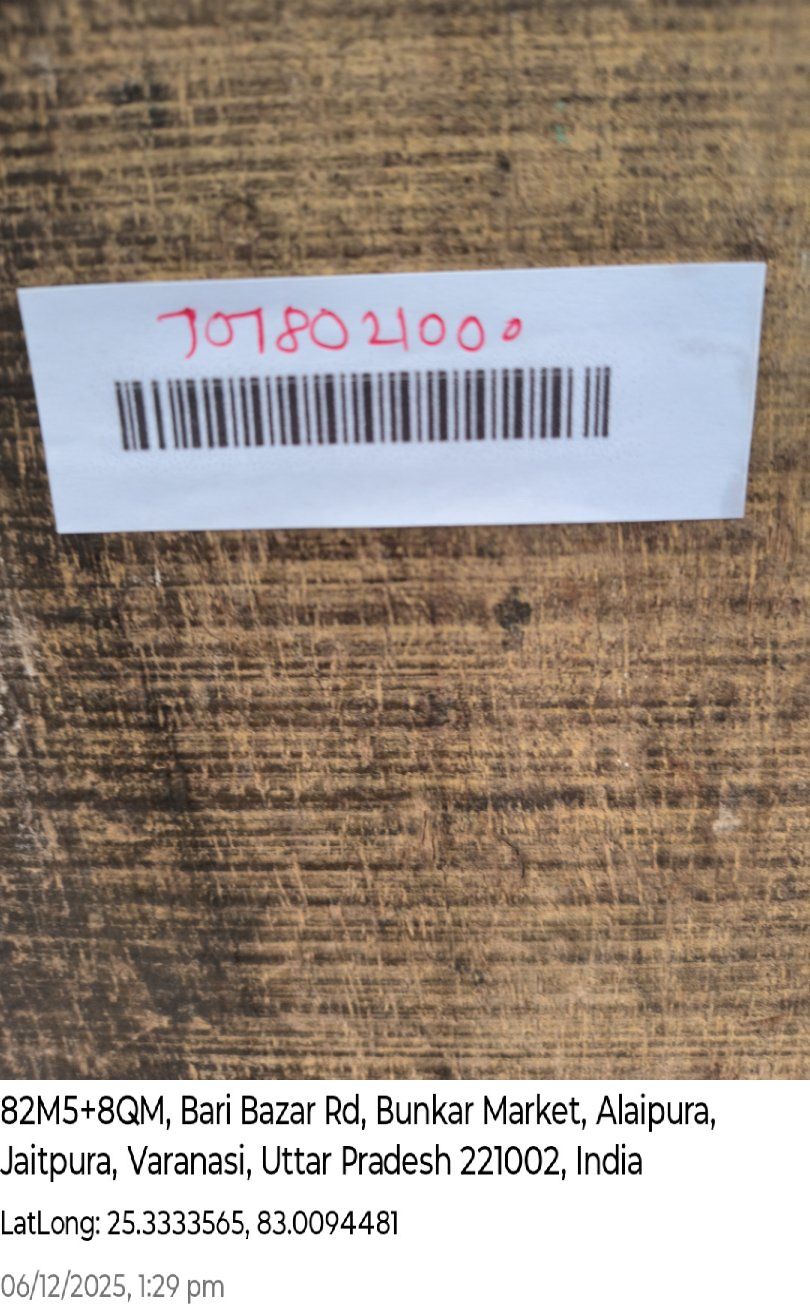 7078021000
82M5+8QM, Bari Bazar Rd, Bunkar Market, Alaipura,
Jaitpura, Varanasi, Uttar Pradesh 221002, India
LatLong: 25.3333565, 83.0094481
06/12/2025, 1:29 pm